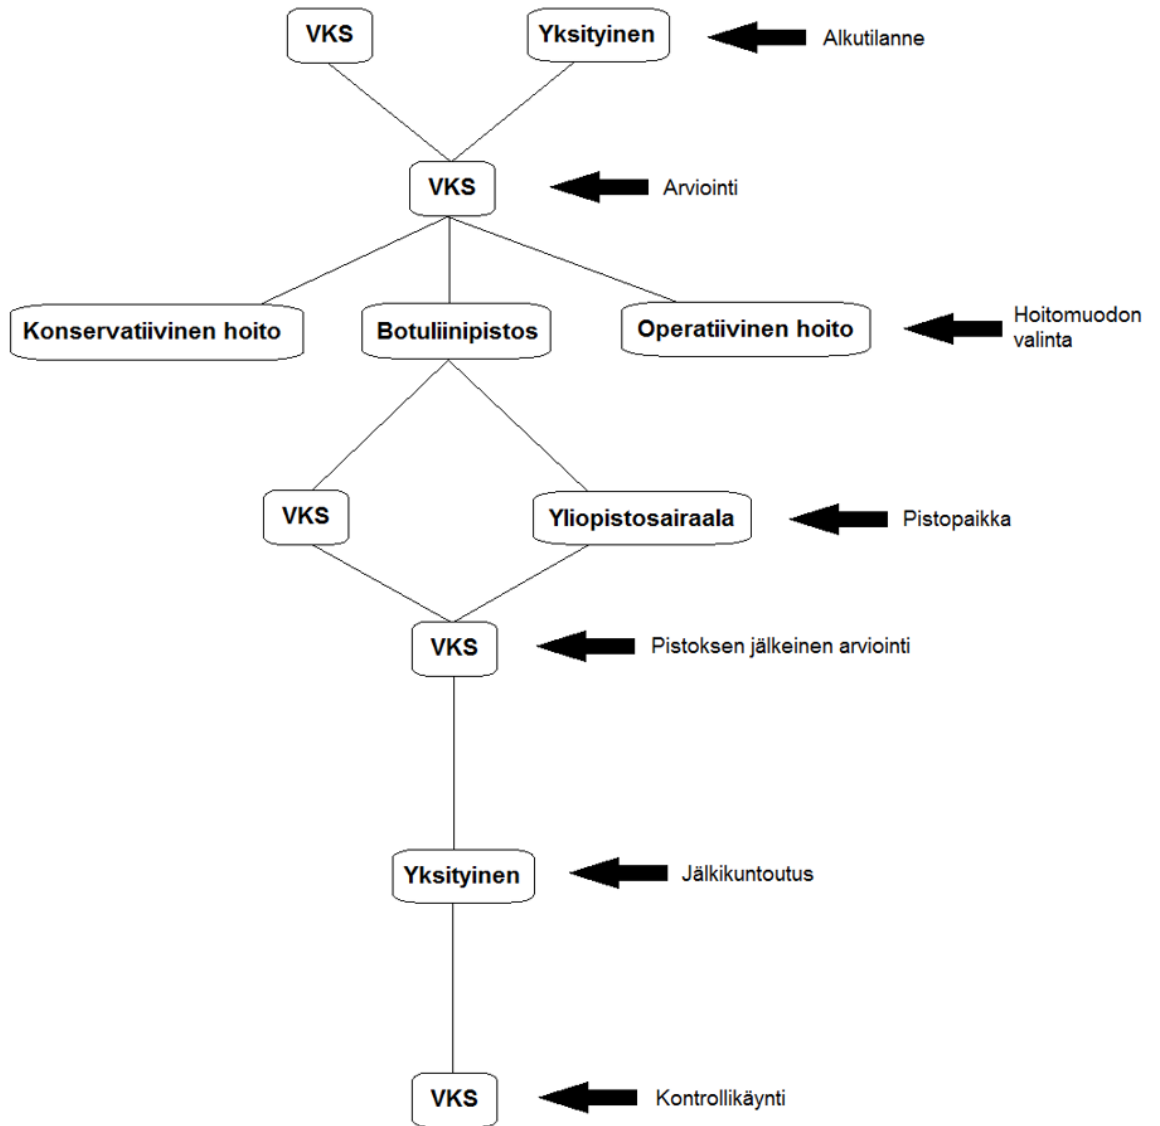 VKS
Yksityinen
Alkutilanne
VKS
Arviointi
Konservatiivinen hoito
Botuliinipistos
Operatiivinen hoito
Hoitomuodon
valinta
VKS
Yliopistosairaala
Pistopaikka
VKS
Pistoksen jälkeinen arviointi
Yksityinen
Jälkikuntoutus
VKS
Kontrollikäynti